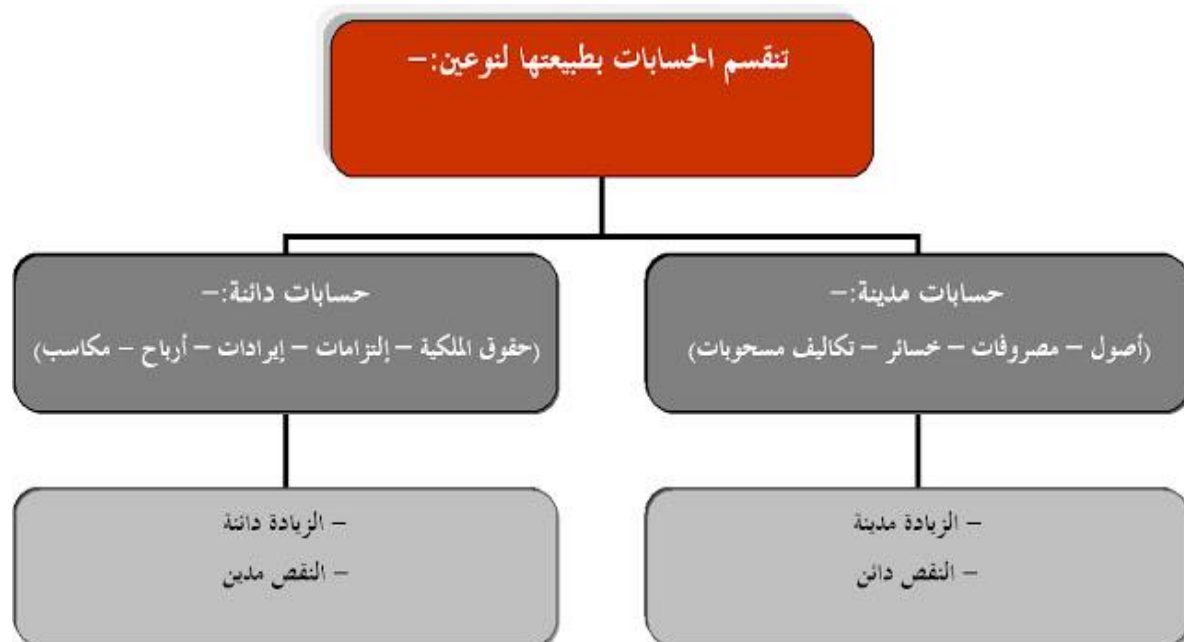 تنقسم الحسابات بطبيعتها لنوعين:–
حسابات مدينة:–
(أصول – مصروفات – خسائر – تكاليف مسحوبات)
– الزيادة مدينة
– النقص دائن
حسابات دائنة:–
(حقوق الملكية – إلتزامات – إيرادات – أرباح – مكاسب)
– الزيادة دائنة
– النقص مدين